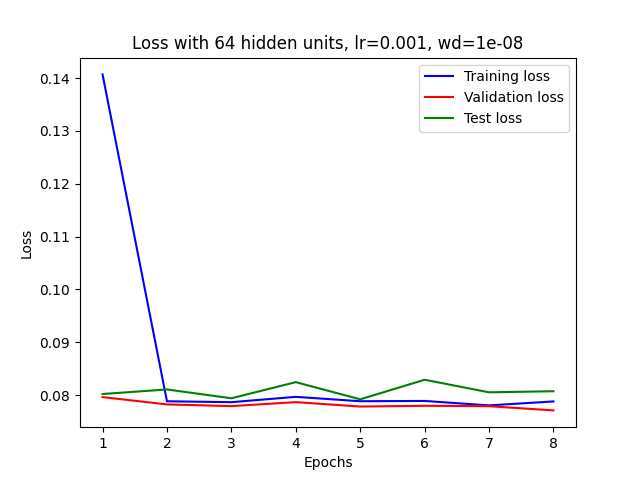 Loss with 64 hidden units, lr=0.001, wd=1e-08
Training loss
Validation loss
Test loss
0.14
0.13
0.12
0.11
0.10
0.09
0.08
Loss
1 2 3 4 5 6 7 8
Epochs